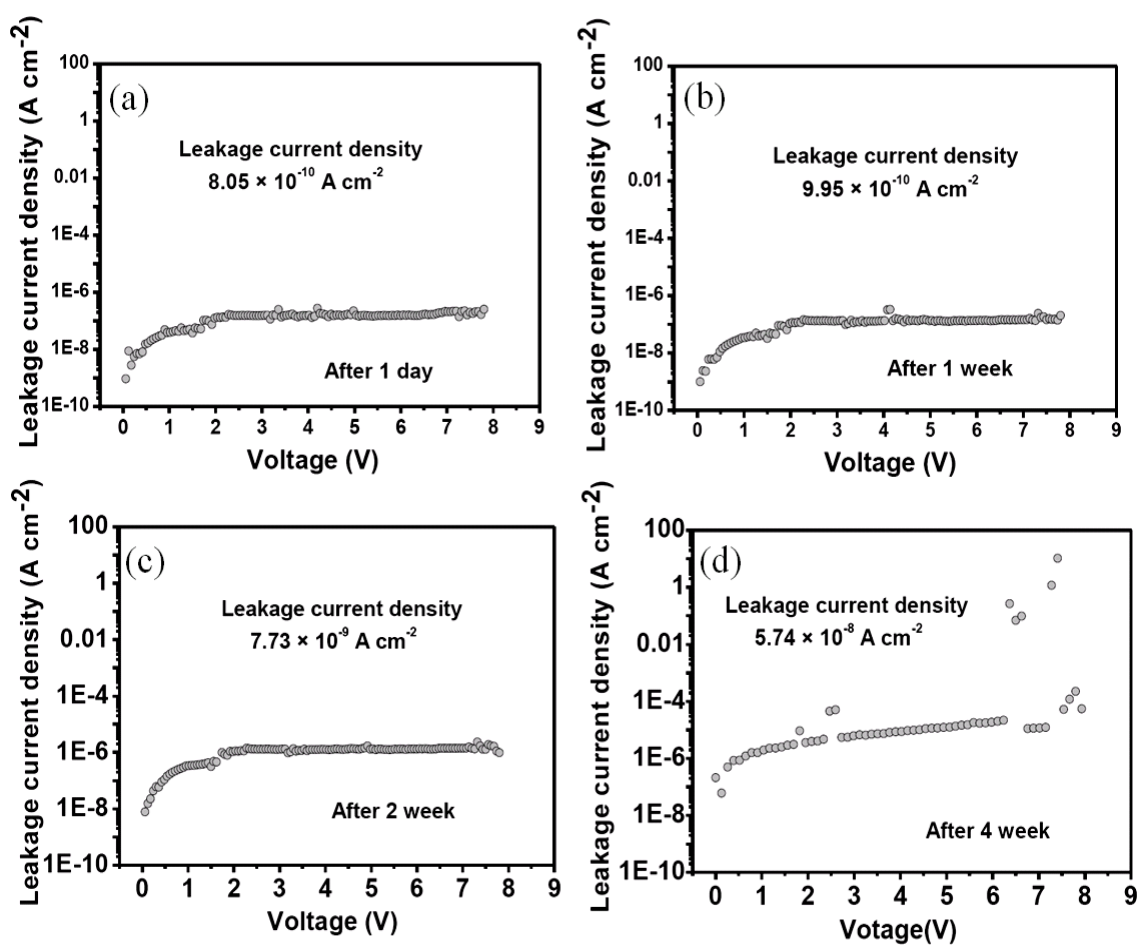 Leakage current density (A cm⁻²)
100
1
0.01
1E-4
1E-6
1E-8
1E-10
(a)
Leakage current density
8.05 × 10⁻¹⁰ A cm⁻²
After 1 day
0 1 2 3 4 5 6 7 8 9
Voltage (V)
Leakage current density (A cm⁻²)
100
1
0.01
1E-4
1E-6
1E-8
1E-10
(b)
Leakage current density
9.95 × 10⁻¹⁰ A cm⁻²
After 1 week
0 1 2 3 4 5 6 7 8 9
Voltage (V)
Leakage current density (A cm⁻²)
100
1
0.01
1E-4
1E-6
1E-8
1E-10
(c)
Leakage current density
7.73 × 10⁻⁹ A cm⁻²
After 2 week
0 1 2 3 4 5 6 7 8 9
Voltage (V)
Leakage current density (A cm⁻²)
100
1
0.01
1E-4
1E-6
1E-8
1E-10
(d)
Leakage current density
5.74 × 10⁻⁸ A cm⁻²
After 4 week
0 1 2 3 4 5 6 7 8 9
Votage(V)